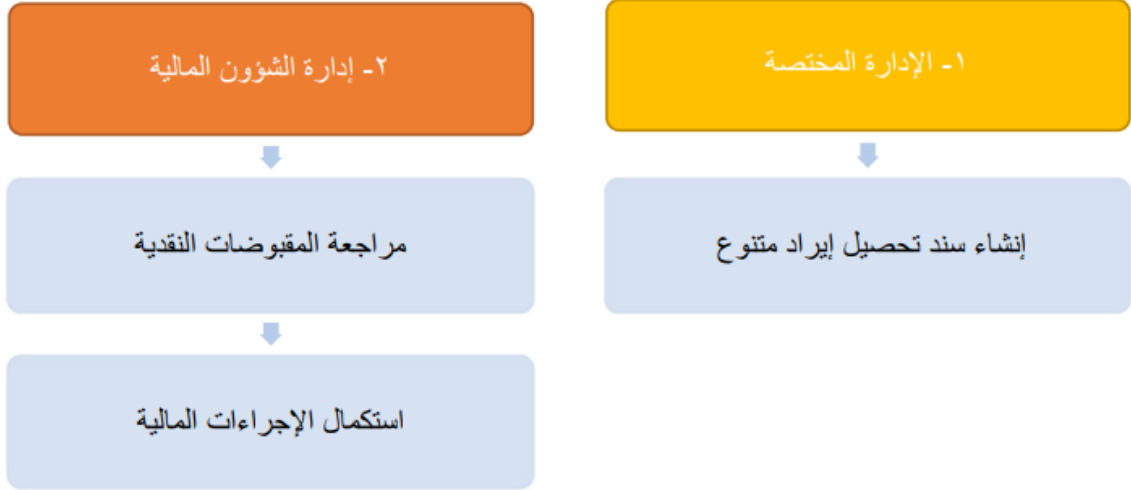 ١- الإدارة المختصة
إنشاء سند تحصيل إيراد متنوع
٢- إدارة الشؤون المالية
مراجعة المقبوضات النقدية
استكمال الإجراءات المالية